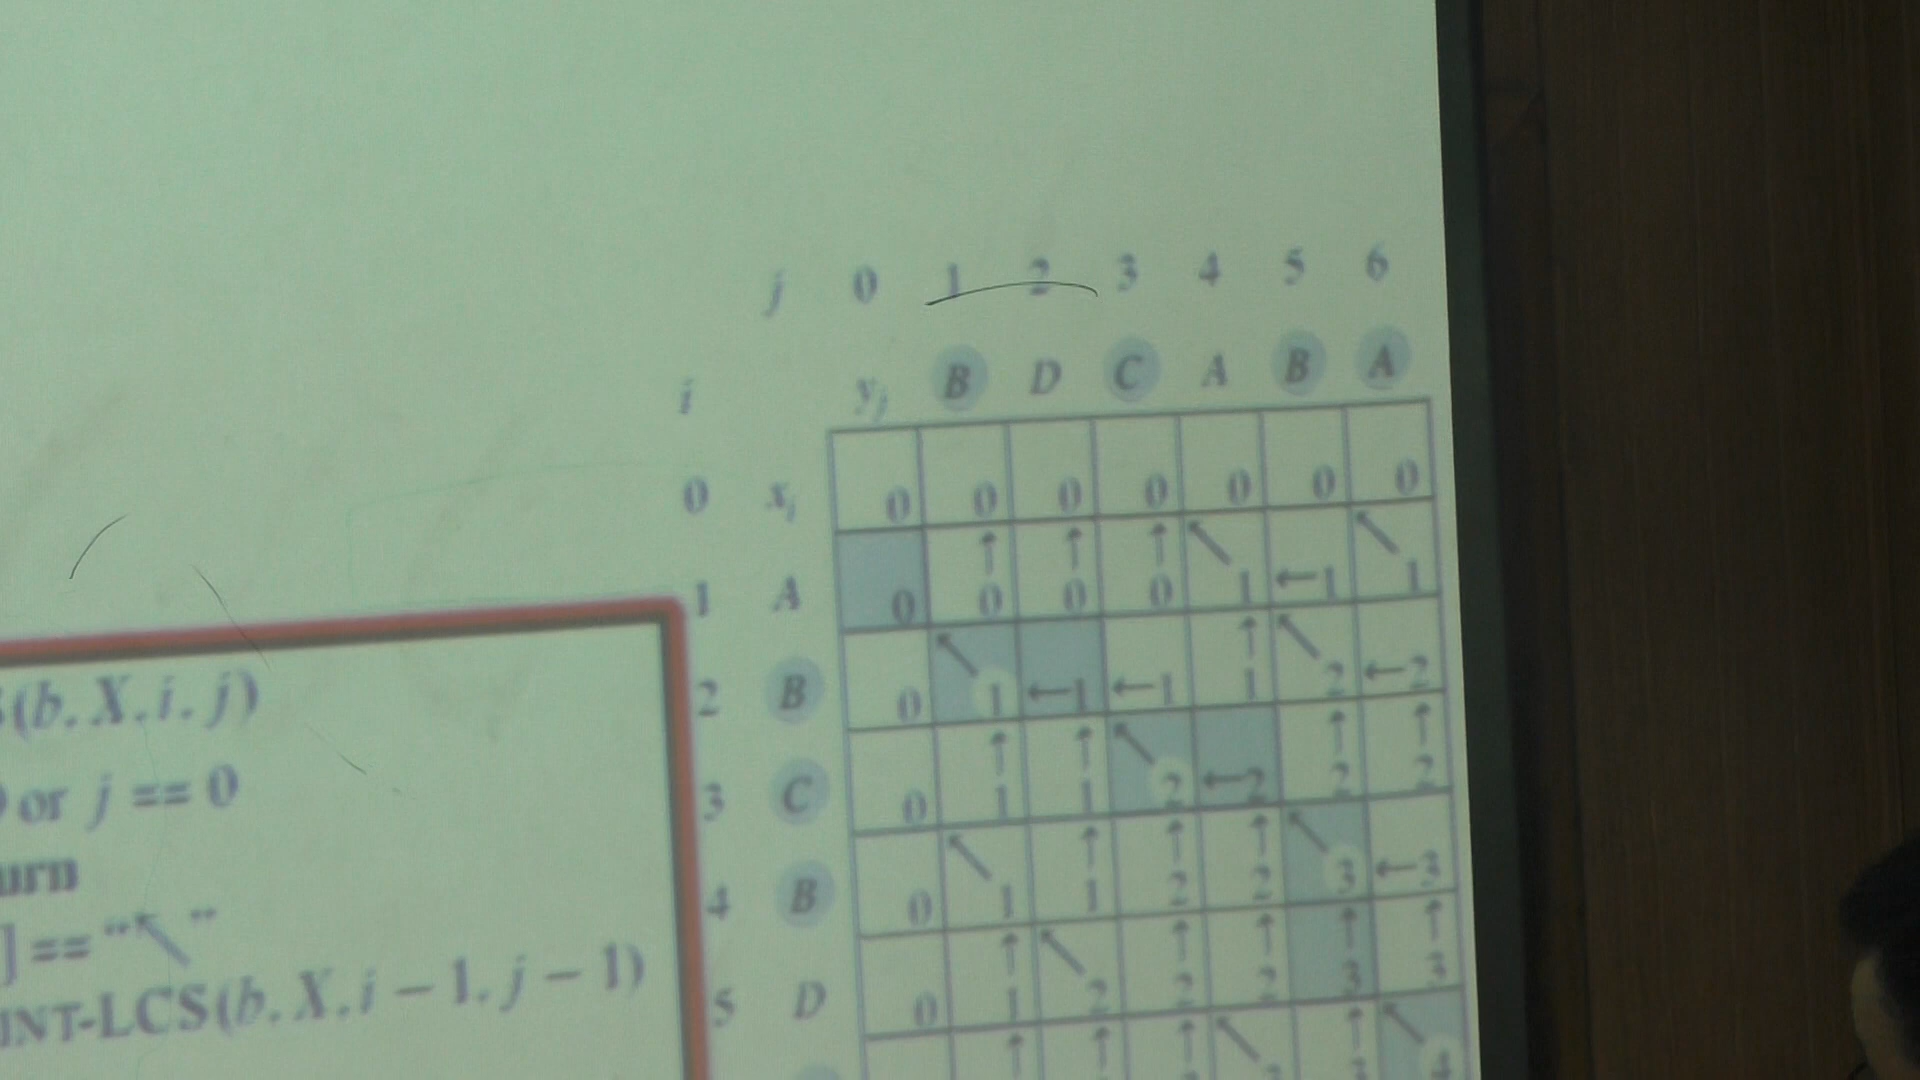 j 0 1 2 3 4 5 6
i yj B D C A B A
0 xi 0 0 0 0 0 0 0
1 A 0 ↑0 ↑0 ↑0 ↖1 ←1 ↖1
2 B 0 ↖1 ←1 ←1 ↑1 ↖2 ←2
3 C 0 ↑1 ↑1 ↖2 ←2 ↑2 ↑2
4 B 0 ↖1 ↑1 ↑2 ↑2 ↖3 ←3
5 D 0 ↑1 ↖2 ↑2 ↑2 ↑3 ↑3
(b, X, i, j)
or j == 0
urn
] == “↖”
INT-LCS(b, X, i − 1, j − 1)